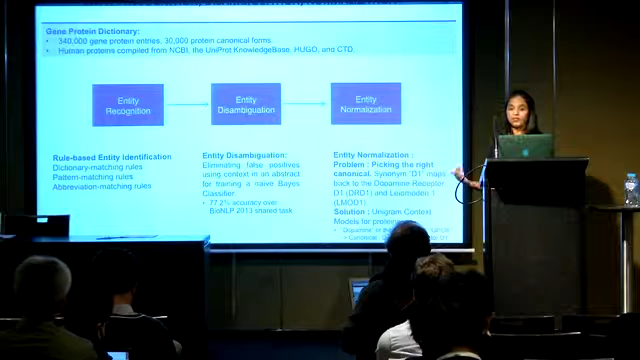 Gene Protein Dictionary:
• 340,000 gene protein entries, 30,000 protein canonical forms.
• Human proteins compiled from NCBI, the UniProt KnowledgeBase, HUGO, and CTD.
Entity Recognition
Entity Disambiguation
Entity Normalization
Rule-based Entity identification
Dictionary-matching rules
Pattern-matching rules
Abbreviation-matching rules
Entity Disambiguation:
Eliminating false positives
using context in an abstract
for training a naive Bayes
Classifier.
• 77.2% accuracy over
BioNLP 2013 shared task
Entity Normalization :
Problem : Picking the right
canonical. Synonym "D1" maps
back to the Dopamine Receptor
D1 (DRD1) and Leiomodin 1
(LMOD1)
Solution : Unigram Context
Models for proteins